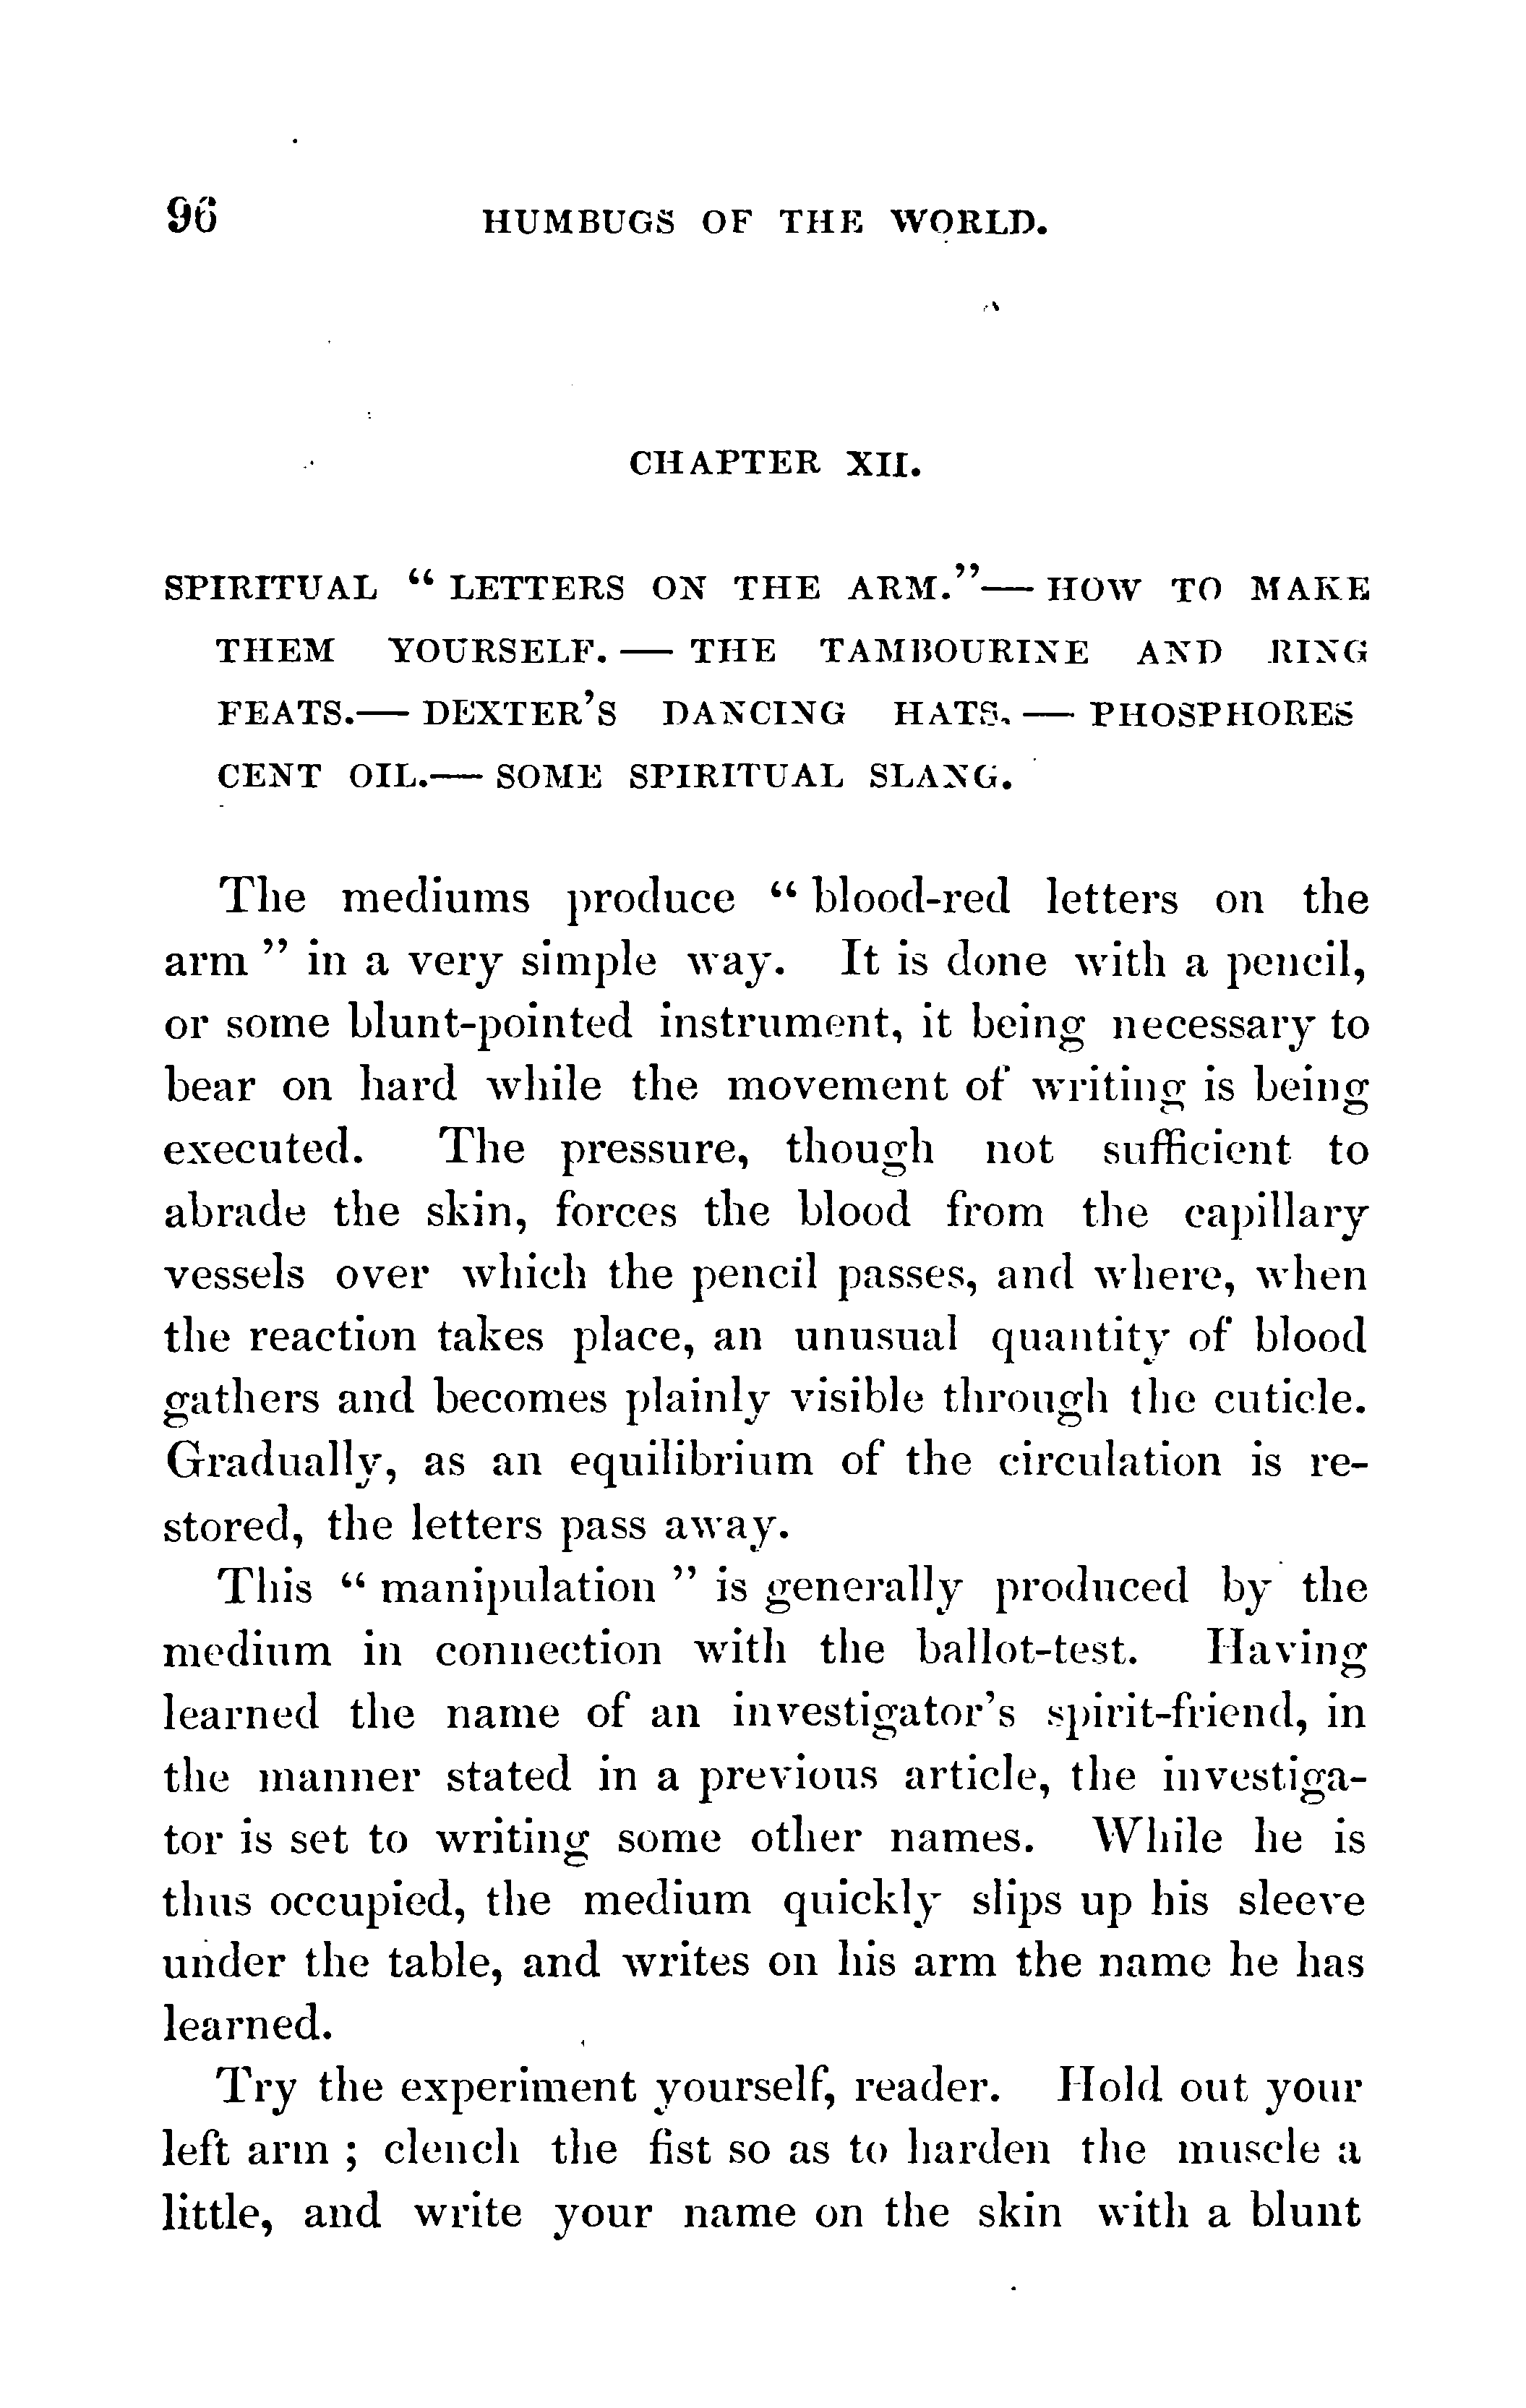 96 HUMBUGS OF THE WORLD.
CHAPTER XII.
SPIRITUAL “ LETTERS ON THE ARM.”— HOW TO MAKE
THEM YOURSELF. — THE TAMBOURINE AND RING
FEATS.— DEXTER’S DANCING HATS. — PHOSPHORES
CENT OIL.— SOME SPIRITUAL SLANG.
The mediums produce “ blood-red letters on the
arm ” in a very simple way. It is done with a pencil,
or some blunt-pointed instrument, it being necessary to
bear on hard while the movement of writing is being
executed. The pressure, though not sufficient to
abrade the skin, forces the blood from the capillary
vessels over which the pencil passes, and where, when
the reaction takes place, an unusual quantity of blood
gathers and becomes plainly visible through the cuticle.
Gradually, as an equilibrium of the circulation is re-
stored, the letters pass away.
This “ manipulation ” is generally produced by the
medium in connection with the ballot-test. Having
learned the name of an investigator’s spirit-friend, in
the manner stated in a previous article, the investiga-
tor is set to writing some other names. While he is
thus occupied, the medium quickly slips up his sleeve
under the table, and writes on his arm the name he has
learned.
Try the experiment yourself, reader. Hold out your
left arm ; clench the fist so as to harden the muscle a
little, and write your name on the skin with a blunt